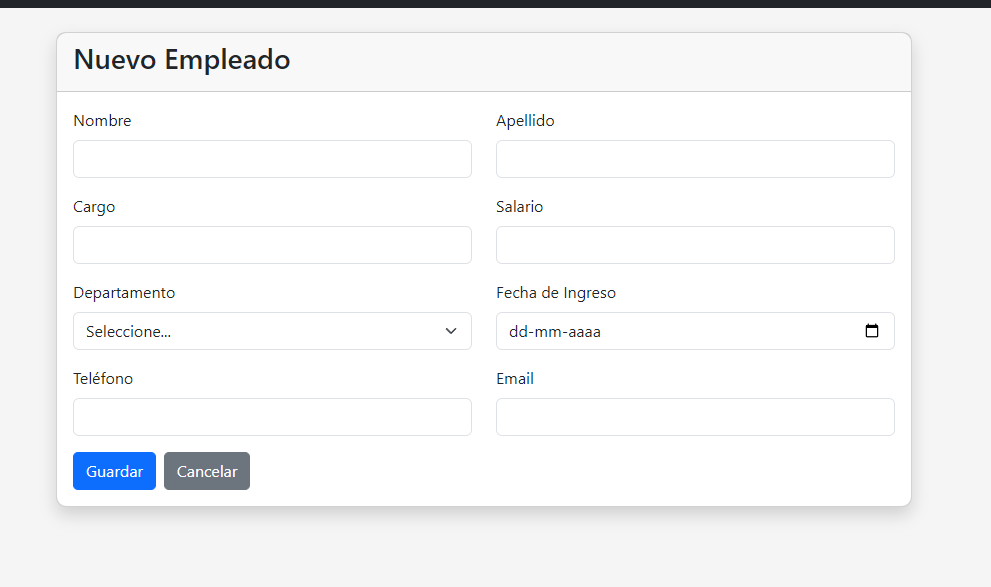 Nuevo Empleado
Nombre
Apellido
Cargo
Salario
Departamento
Fecha de Ingreso
Seleccione...
dd-mm-aaaa
Teléfono
Email
Guardar
Cancelar